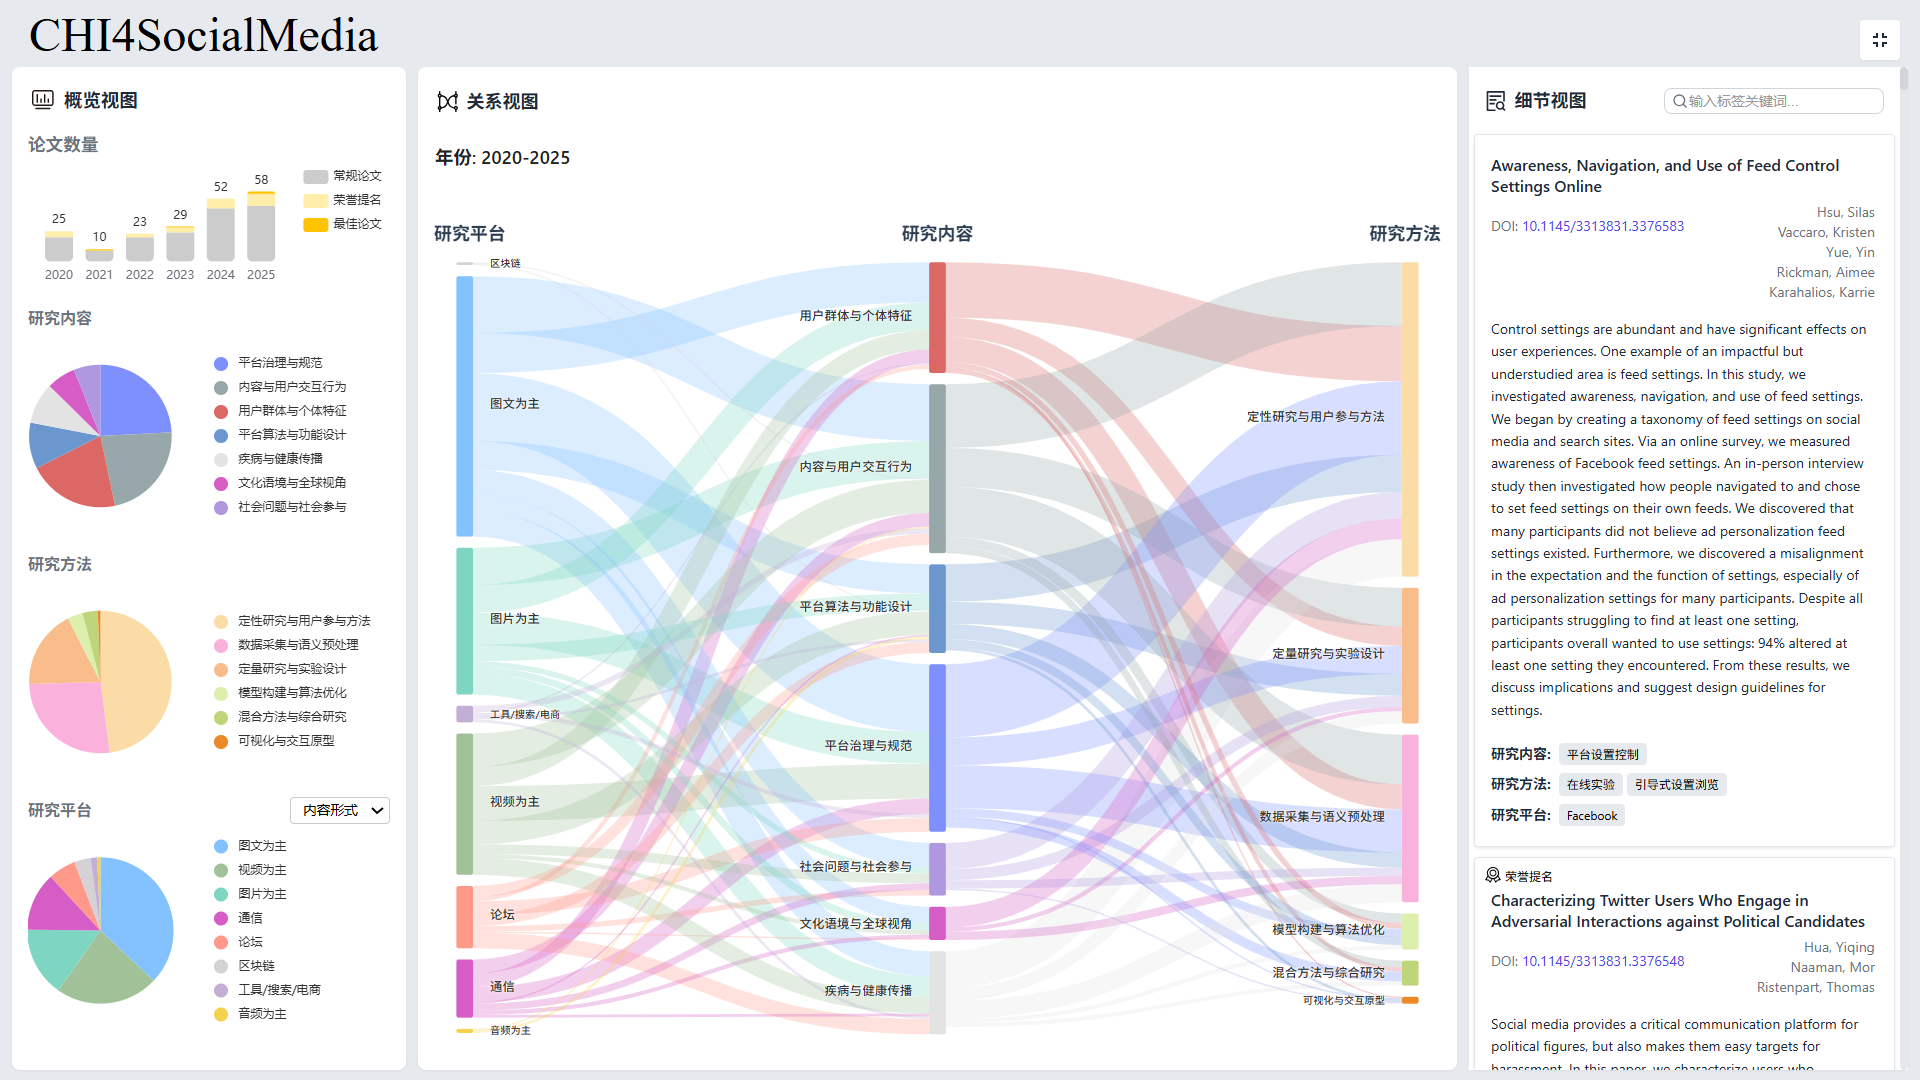 CHI4SocialMedia
概览视图
论文数量
25
10
23
29
52
58
2020
2021
2022
2023
2024
2025
常规论文
荣誉提名
最佳论文
研究内容
平台治理与规范
内容与用户交互行为
用户群体与个体特征
平台算法与功能设计
疾病与健康传播
文化语境与全球视角
社会问题与社会参与
研究方法
定性研究与用户参与方法
数据采集与语义预处理
定量研究与实验设计
模型构建与算法优化
混合方法与综合研究
可视化与交互原型
研究平台
内容形式
图文为主
视频为主
图片为主
通信
论坛
区块链
工具/搜索/电商
音频为主
关系视图
年份: 2020-2025
研究平台
区块链
图文为主
图片为主
工具/搜索/电商
视频为主
论坛
通信
音频为主
研究内容
用户群体与个体特征
内容与用户交互行为
平台算法与功能设计
平台治理与规范
社会问题与社会参与
文化语境与全球视角
疾病与健康传播
研究方法
定性研究与用户参与方法
定量研究与实验设计
数据采集与语义预处理
模型构建与算法优化
混合方法与综合研究
可视化与交互原型
细节视图
输入标签关键词...
Awareness, Navigation, and Use of Feed Control
Settings Online
DOI: 10.1145/3313831.3376583
Hsu, Silas
Vaccaro, Kristen
Yue, Yin
Rickman, Aimee
Karahalios, Karrie
Control settings are abundant and have significant effects on
user experiences. One example of an impactful but
understudied area is feed settings. In this study, we
investigated awareness, navigation, and use of feed settings.
We began by creating a taxonomy of feed settings on social
media and search sites. Via an online survey, we measured
awareness of Facebook feed settings. An in-person interview
study then investigated how people navigated to and chose
to set feed settings on their own feeds. We discovered that
many participants did not believe ad personalization feed
settings existed. Furthermore, we discovered a misalignment
in the expectation and the function of settings, especially of
ad personalization settings for many participants. Despite all
participants struggling to find at least one setting,
participants overall wanted to use settings: 94% altered at
least one setting they encountered. From these results, we
discuss implications and suggest design guidelines for
settings.
研究内容: 平台设置控制
研究方法: 在线实验 引导式设置浏览
研究平台: Facebook
荣誉提名
Characterizing Twitter Users Who Engage in
Adversarial Interactions against Political Candidates
DOI: 10.1145/3313831.3376548
Hua, Yiqing
Naaman, Mor
Ristenpart, Thomas
Social media provides a critical communication platform for
political figures, but also makes them easy targets for
harassment. In this paper, we characterize users who